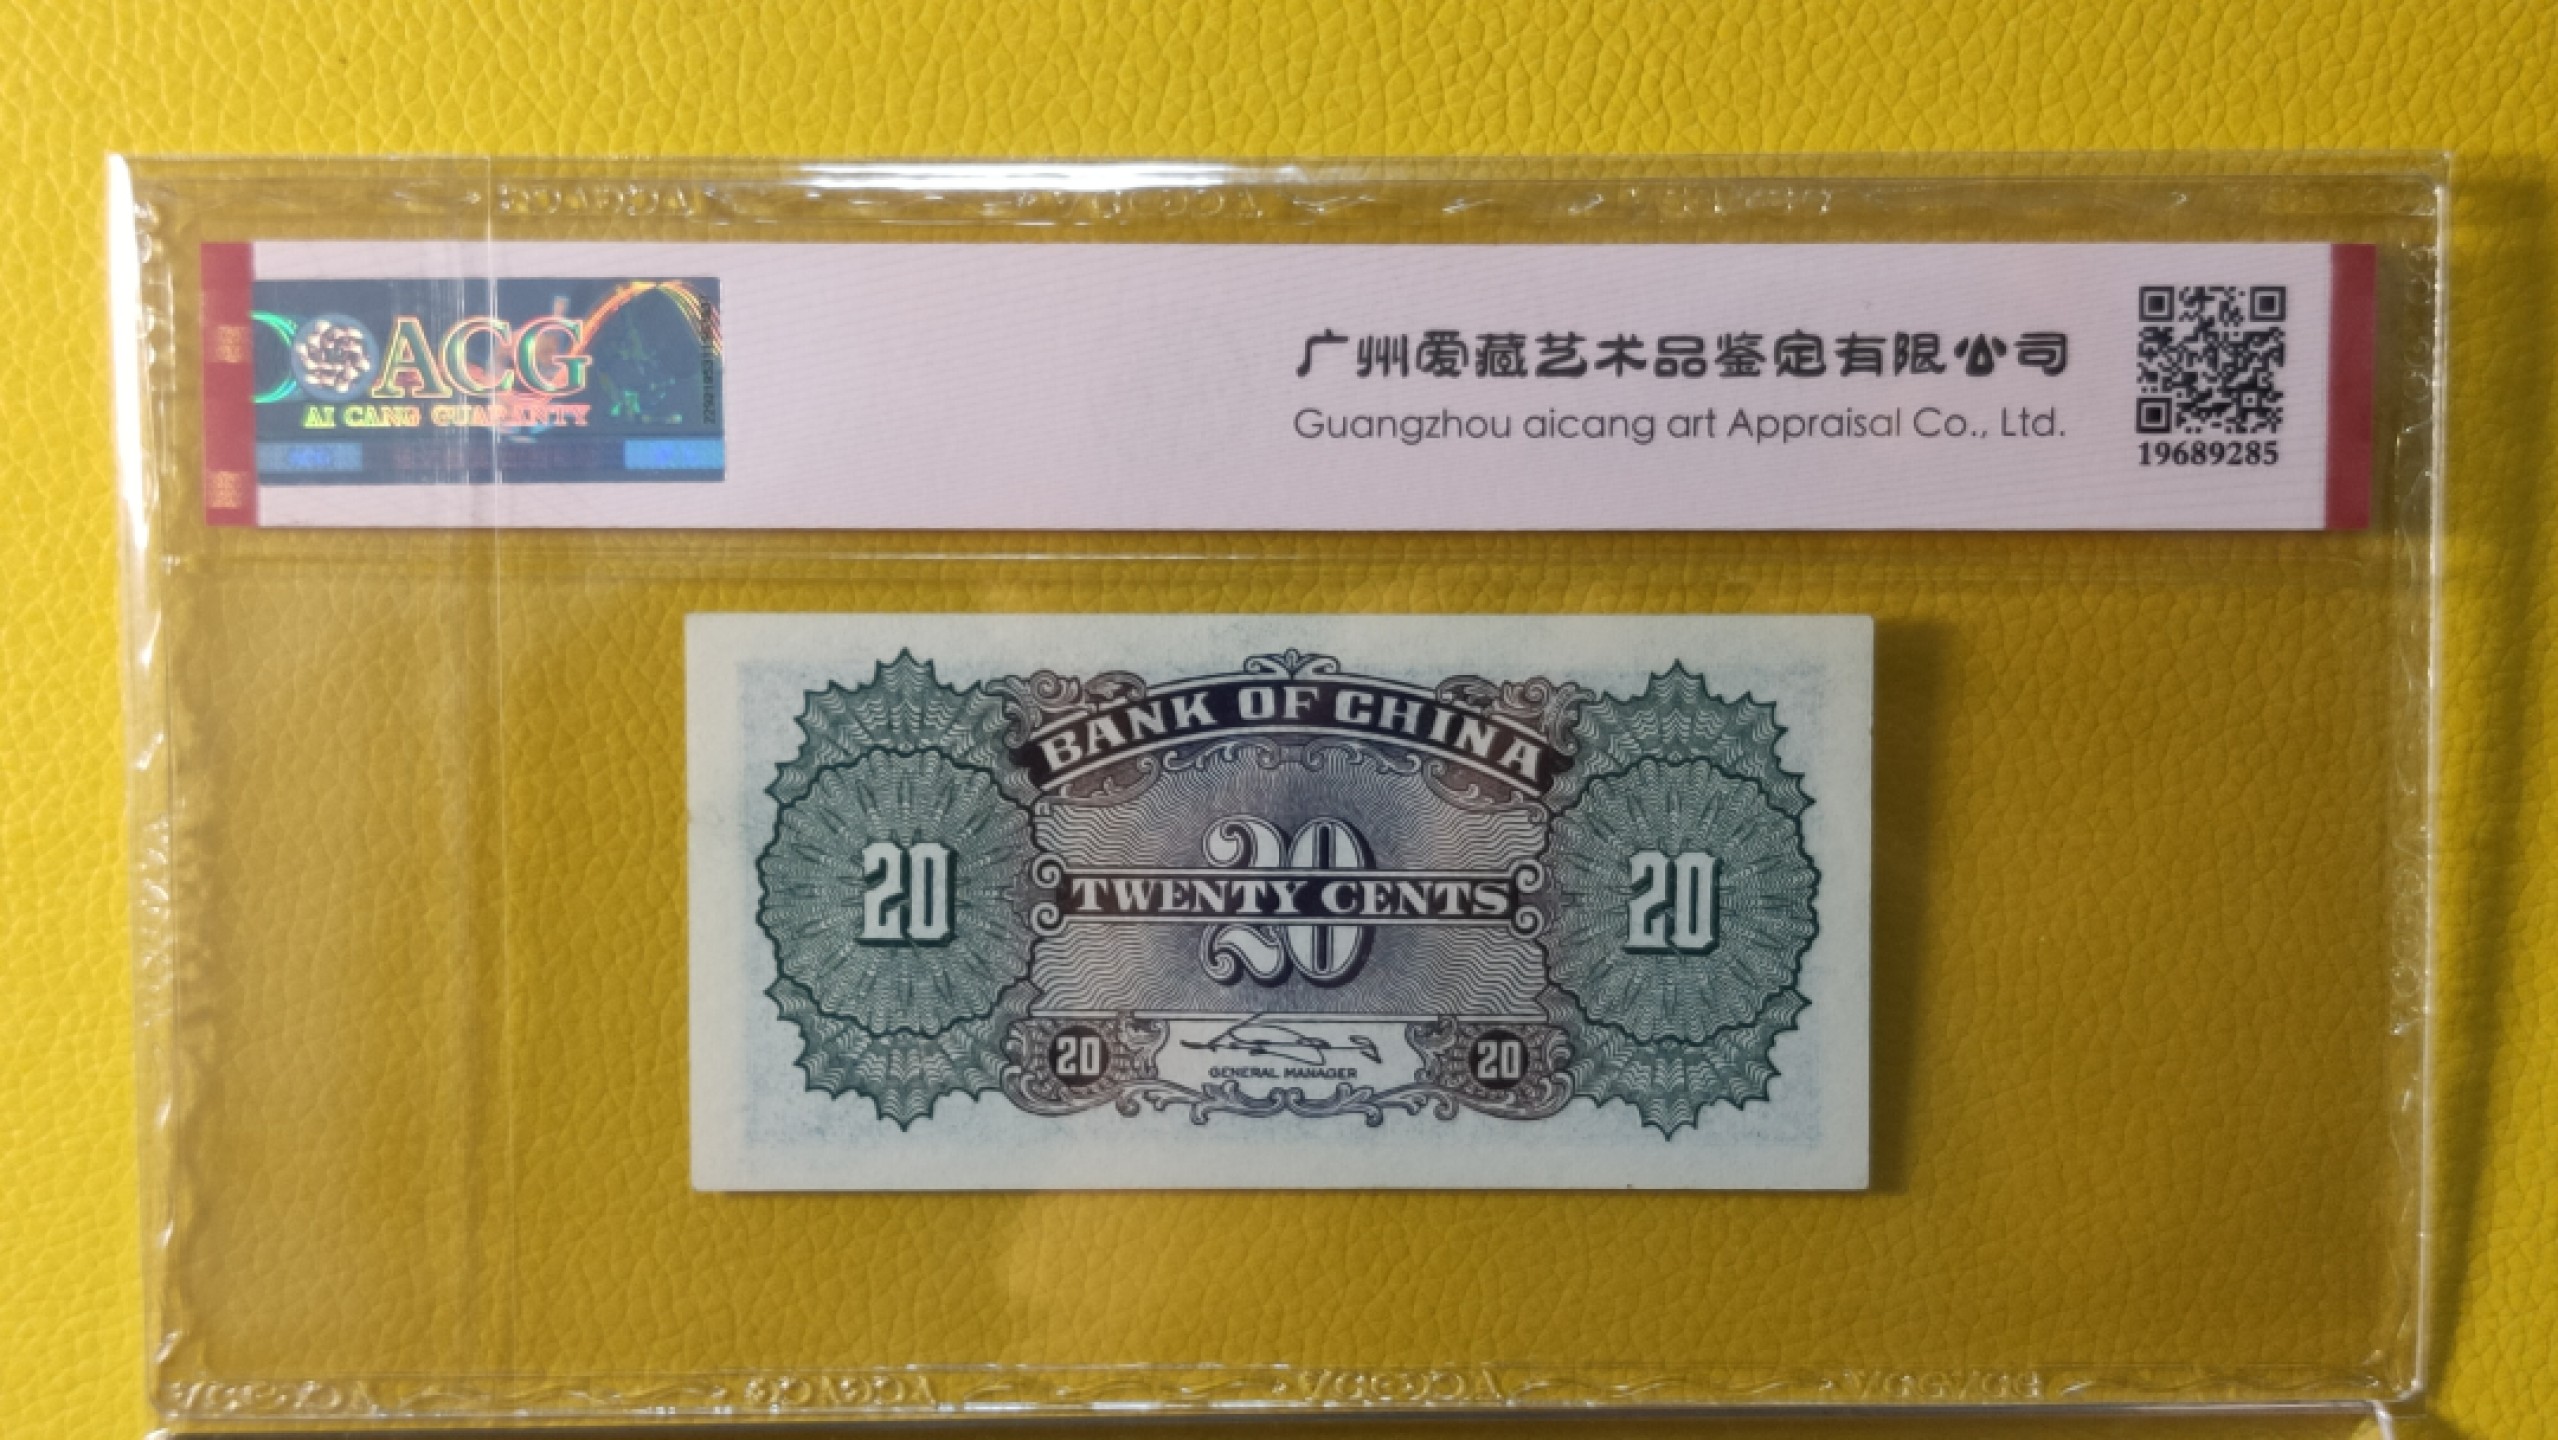 ACG
AI CANG GUARANTY
广州爱藏艺术品鉴定有限公司
Guangzhou aicang art Appraisal Co., Ltd.
19689285
BANK OF CHINA
20
20
20
TWENTY CENTS
20
20
GENERAL MANAGER